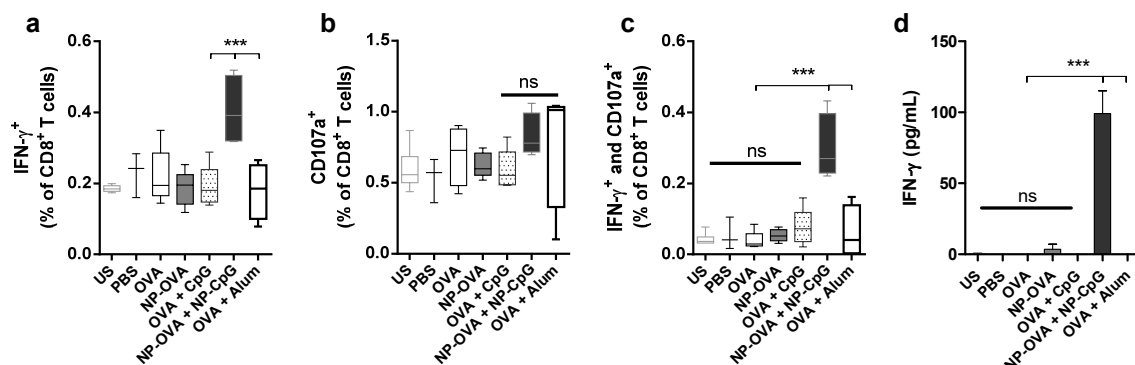 a
IFN-γ⁺
(% of CD8⁺ T cells)
0.6
0.4
0.2
0.0
***
US
PBS
OVA
NP-OVA
OVA + CpG
NP-OVA + NP-CpG
OVA + Alum
b
CD107a⁺
(% of CD8⁺ T cells)
1.5
1.0
0.5
0.0
ns
US
PBS
OVA
NP-OVA
OVA + CpG
NP-OVA + NP-CpG
OVA + Alum
c
IFN-γ⁺ and CD107a⁺
(% of CD8⁺ T cells)
0.6
0.4
0.2
0.0
***
ns
US
PBS
OVA
NP-OVA
OVA + CpG
NP-OVA + NP-CpG
OVA + Alum
d
IFN-γ (pg/mL)
150
100
50
0
***
ns
US
PBS
OVA
NP-OVA
OVA + CpG
NP-OVA + NP-CpG
OVA + Alum